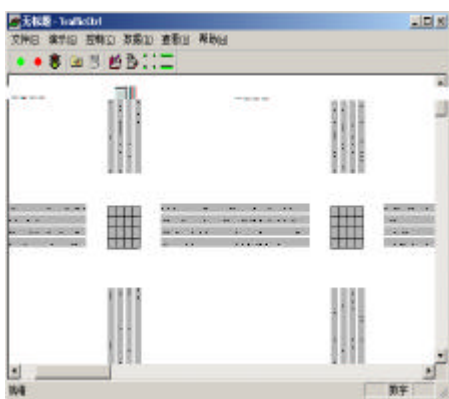 无标题 - TrafficCtrl
文件(F) 编辑(E) 控制(C) 数据(D) 查看(V) 帮助(H)
就绪
数字